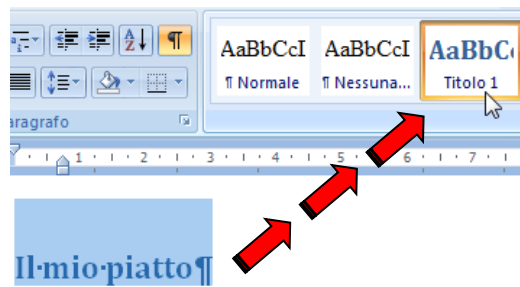 AaBbCcI AaBbCcI AaBbC
¶ Normale ¶ Nessuna... Titolo 1
aragrafo
1 2 3 4 5 6 7
Il·mio·piatto¶